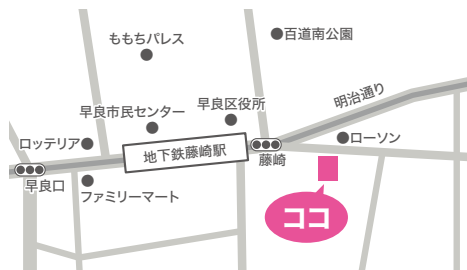 ももちパレス
百道南公園
明治通り
早良市民センター
早良区役所
ロッテリア
地下鉄藤崎駅
藤崎
ローソン
早良口
ファミリーマート
ココ